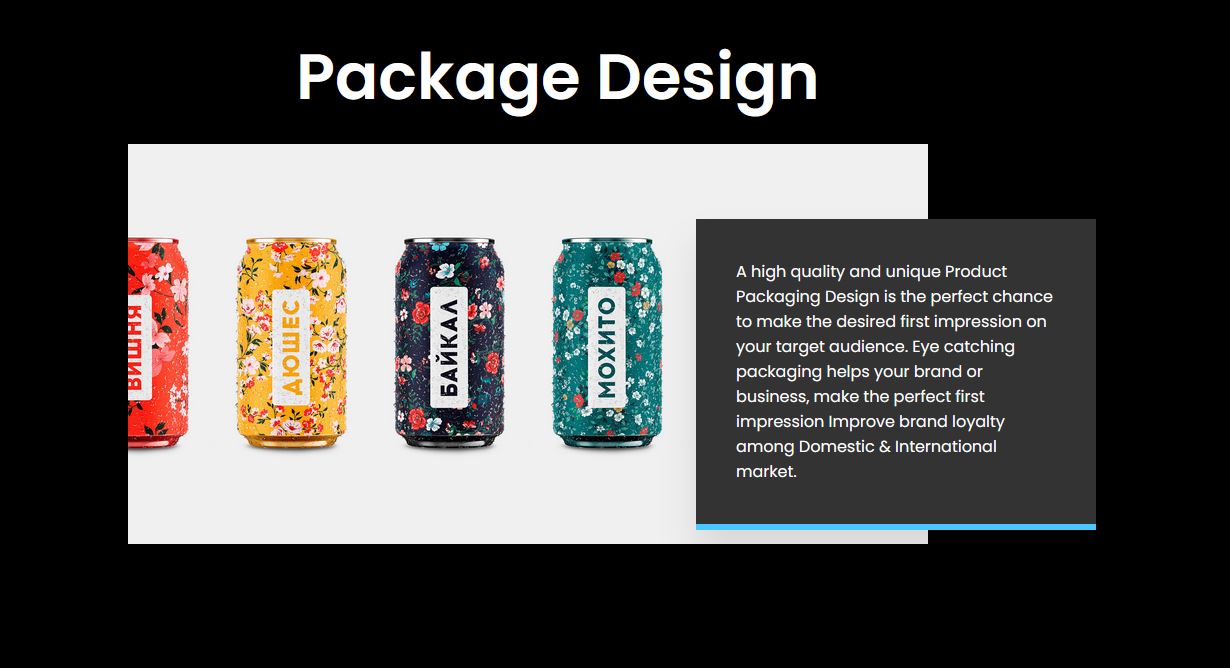 Package Design
ВИШНЯ
ДЮШЕС
БАЙКАЛ
МОХИТО
A high quality and unique Product
Packaging Design is the perfect chance
to make the desired first impression on
your target audience. Eye catching
packaging helps your brand or
business, make the perfect first
impression Improve brand loyalty
among Domestic & International
market.